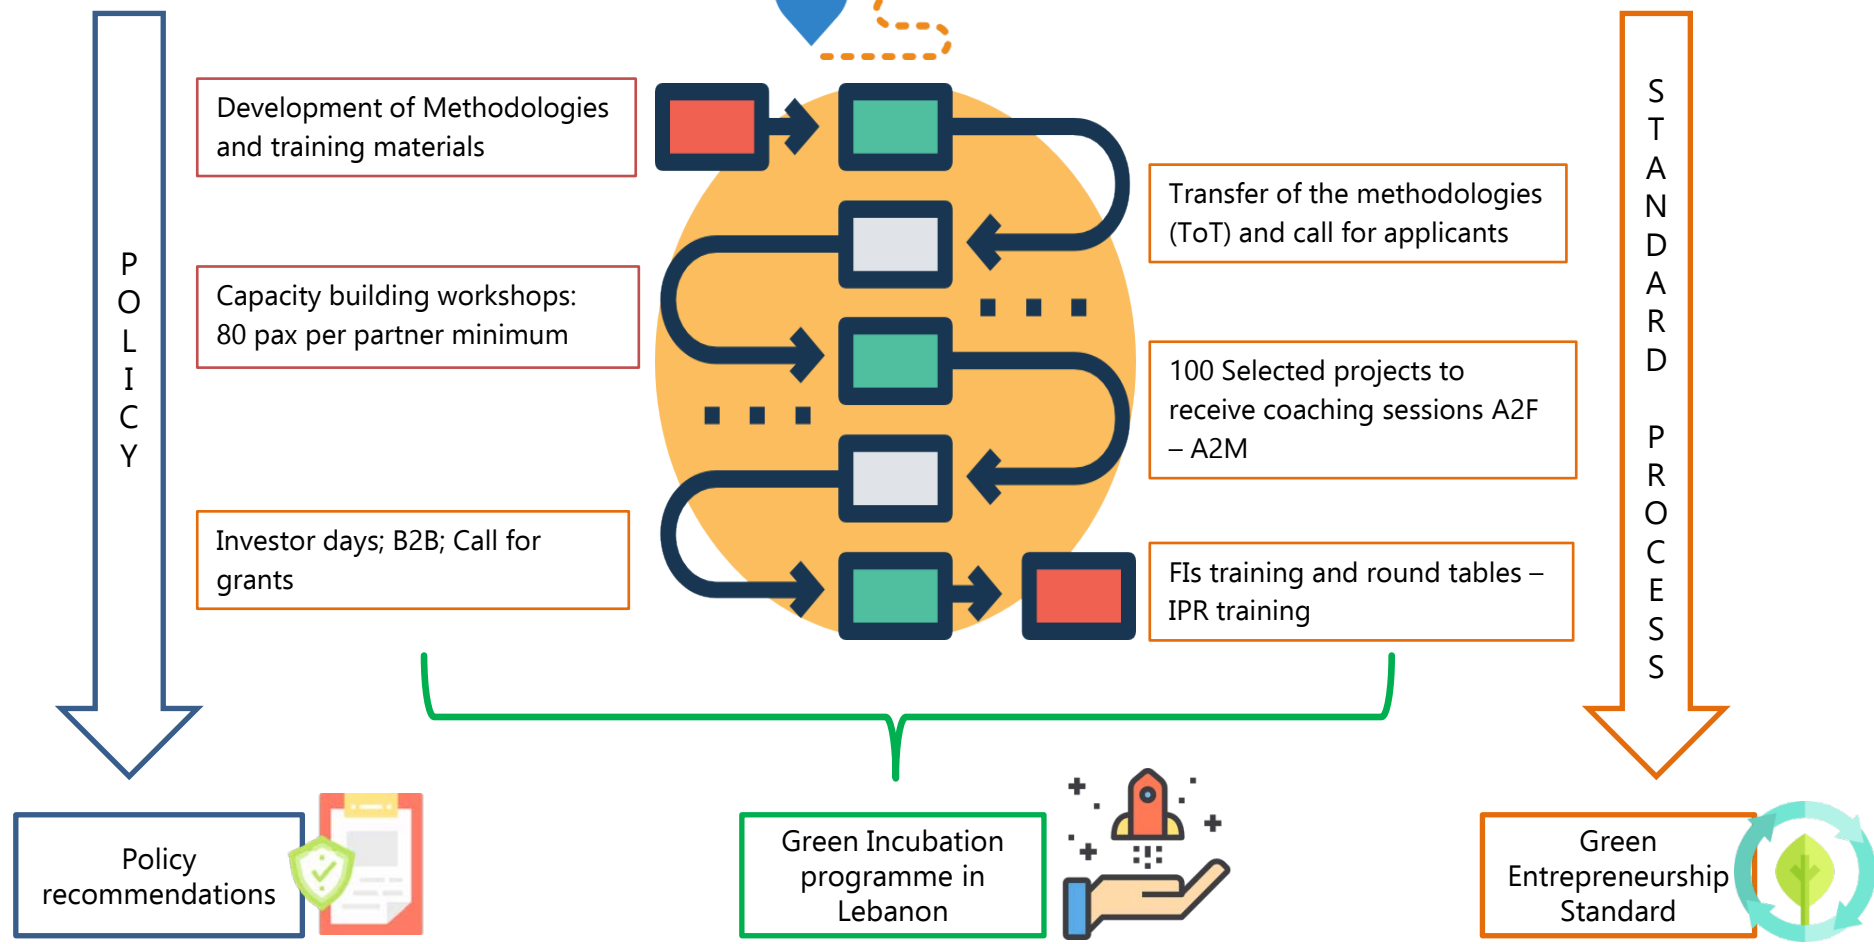 POLICY
Development of Methodologies
and training materials
Transfer of the methodologies
(ToT) and call for applicants
Capacity building workshops:
80 pax per partner minimum
100 Selected projects to
receive coaching sessions A2F
– A2M
Investor days; B2B; Call for
grants
FIs training and round tables –
IPR training
STANDARD PROCESS
Policy
recommendations
Green Incubation
programme in
Lebanon
Green
Entrepreneurship
Standard